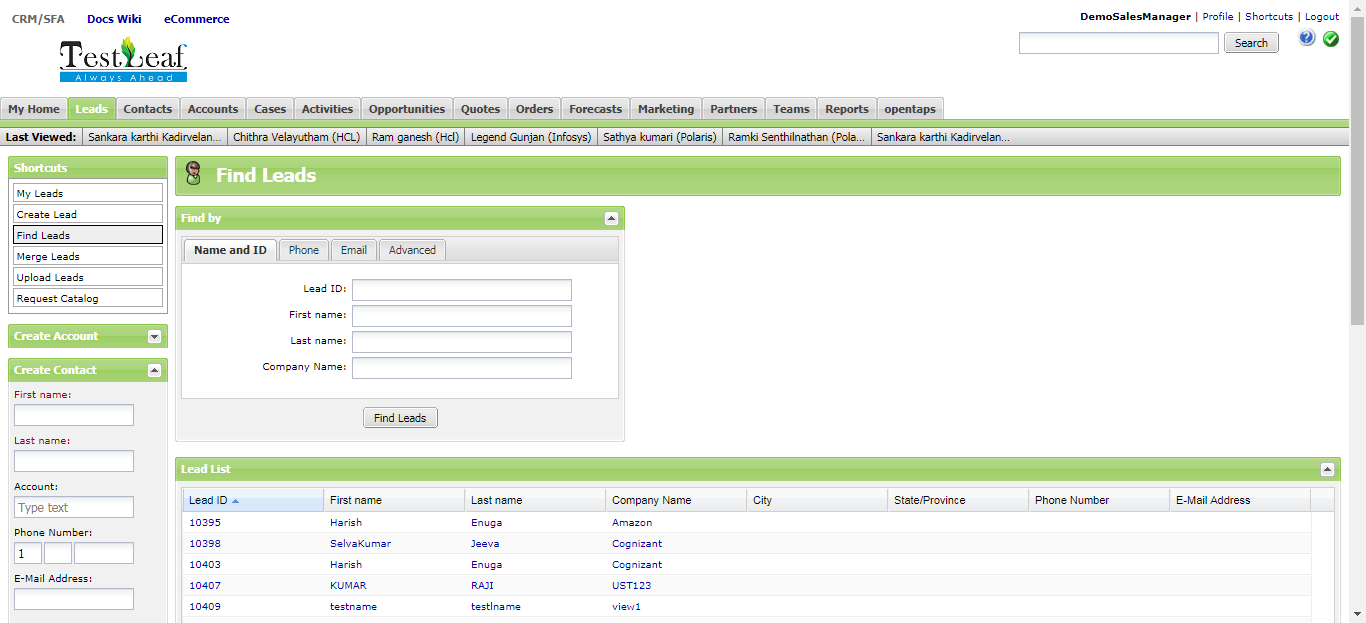 CRM/SFA Docs Wiki eCommerce
DemoSalesManager | Profile | Shortcuts | Logout
Search
TestLeaf
Always Ahead
My Home Leads Contacts Accounts Cases Activities Opportunities Quotes Orders Forecasts Marketing Partners Teams Reports opentaps
Last Viewed: Sankara karthi Kadirvelan... Chithra Velayutham (HCL) Ram ganesh (Hcl) Legend Gunjan (Infosys) Sathya kumari (Polaris) Ramki Senthilnathan (Pola... Sankara karthi Kadirvelan...
Shortcuts
My Leads
Create Lead
Find Leads
Merge Leads
Upload Leads
Request Catalog
Create Account
Create Contact
First name:
Last name:
Account:
Type text
Phone Number:
1
E-Mail Address:
Find Leads
Find by
Name and ID Phone Email Advanced
Lead ID:
First name:
Last name:
Company Name:
Find Leads
Lead List
Lead ID First name Last name Company Name City State/Province Phone Number E-Mail Address
10395 Harish Enuga Amazon
10398 SelvaKumar Jeeva Cognizant
10403 Harish Enuga Cognizant
10407 KUMAR RAJI UST123
10409 testname testlname view1